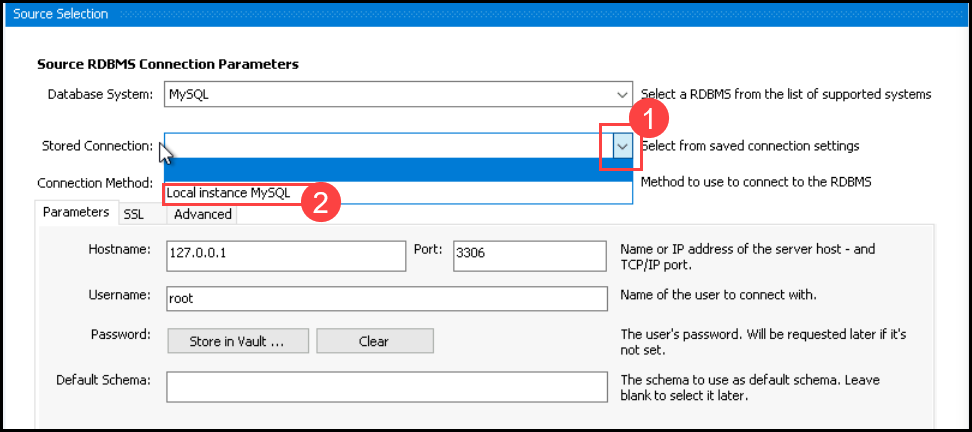 Source Selection
Source RDBMS Connection Parameters
Database System: MySQL Select a RDBMS from the list of supported systems
1
Stored Connection: Select from saved connection settings
Connection Method: Method to use to connect to the RDBMS
Local instance MySQL
2
Parameters SSL Advanced
Hostname: 127.0.0.1 Port: 3306 Name or IP address of the server host - and
TCP/IP port.
Username: root Name of the user to connect with.
Password: Store in Vault ... Clear The user's password. Will be requested later if it's
not set.
Default Schema: The schema to use as default schema. Leave
blank to select it later.